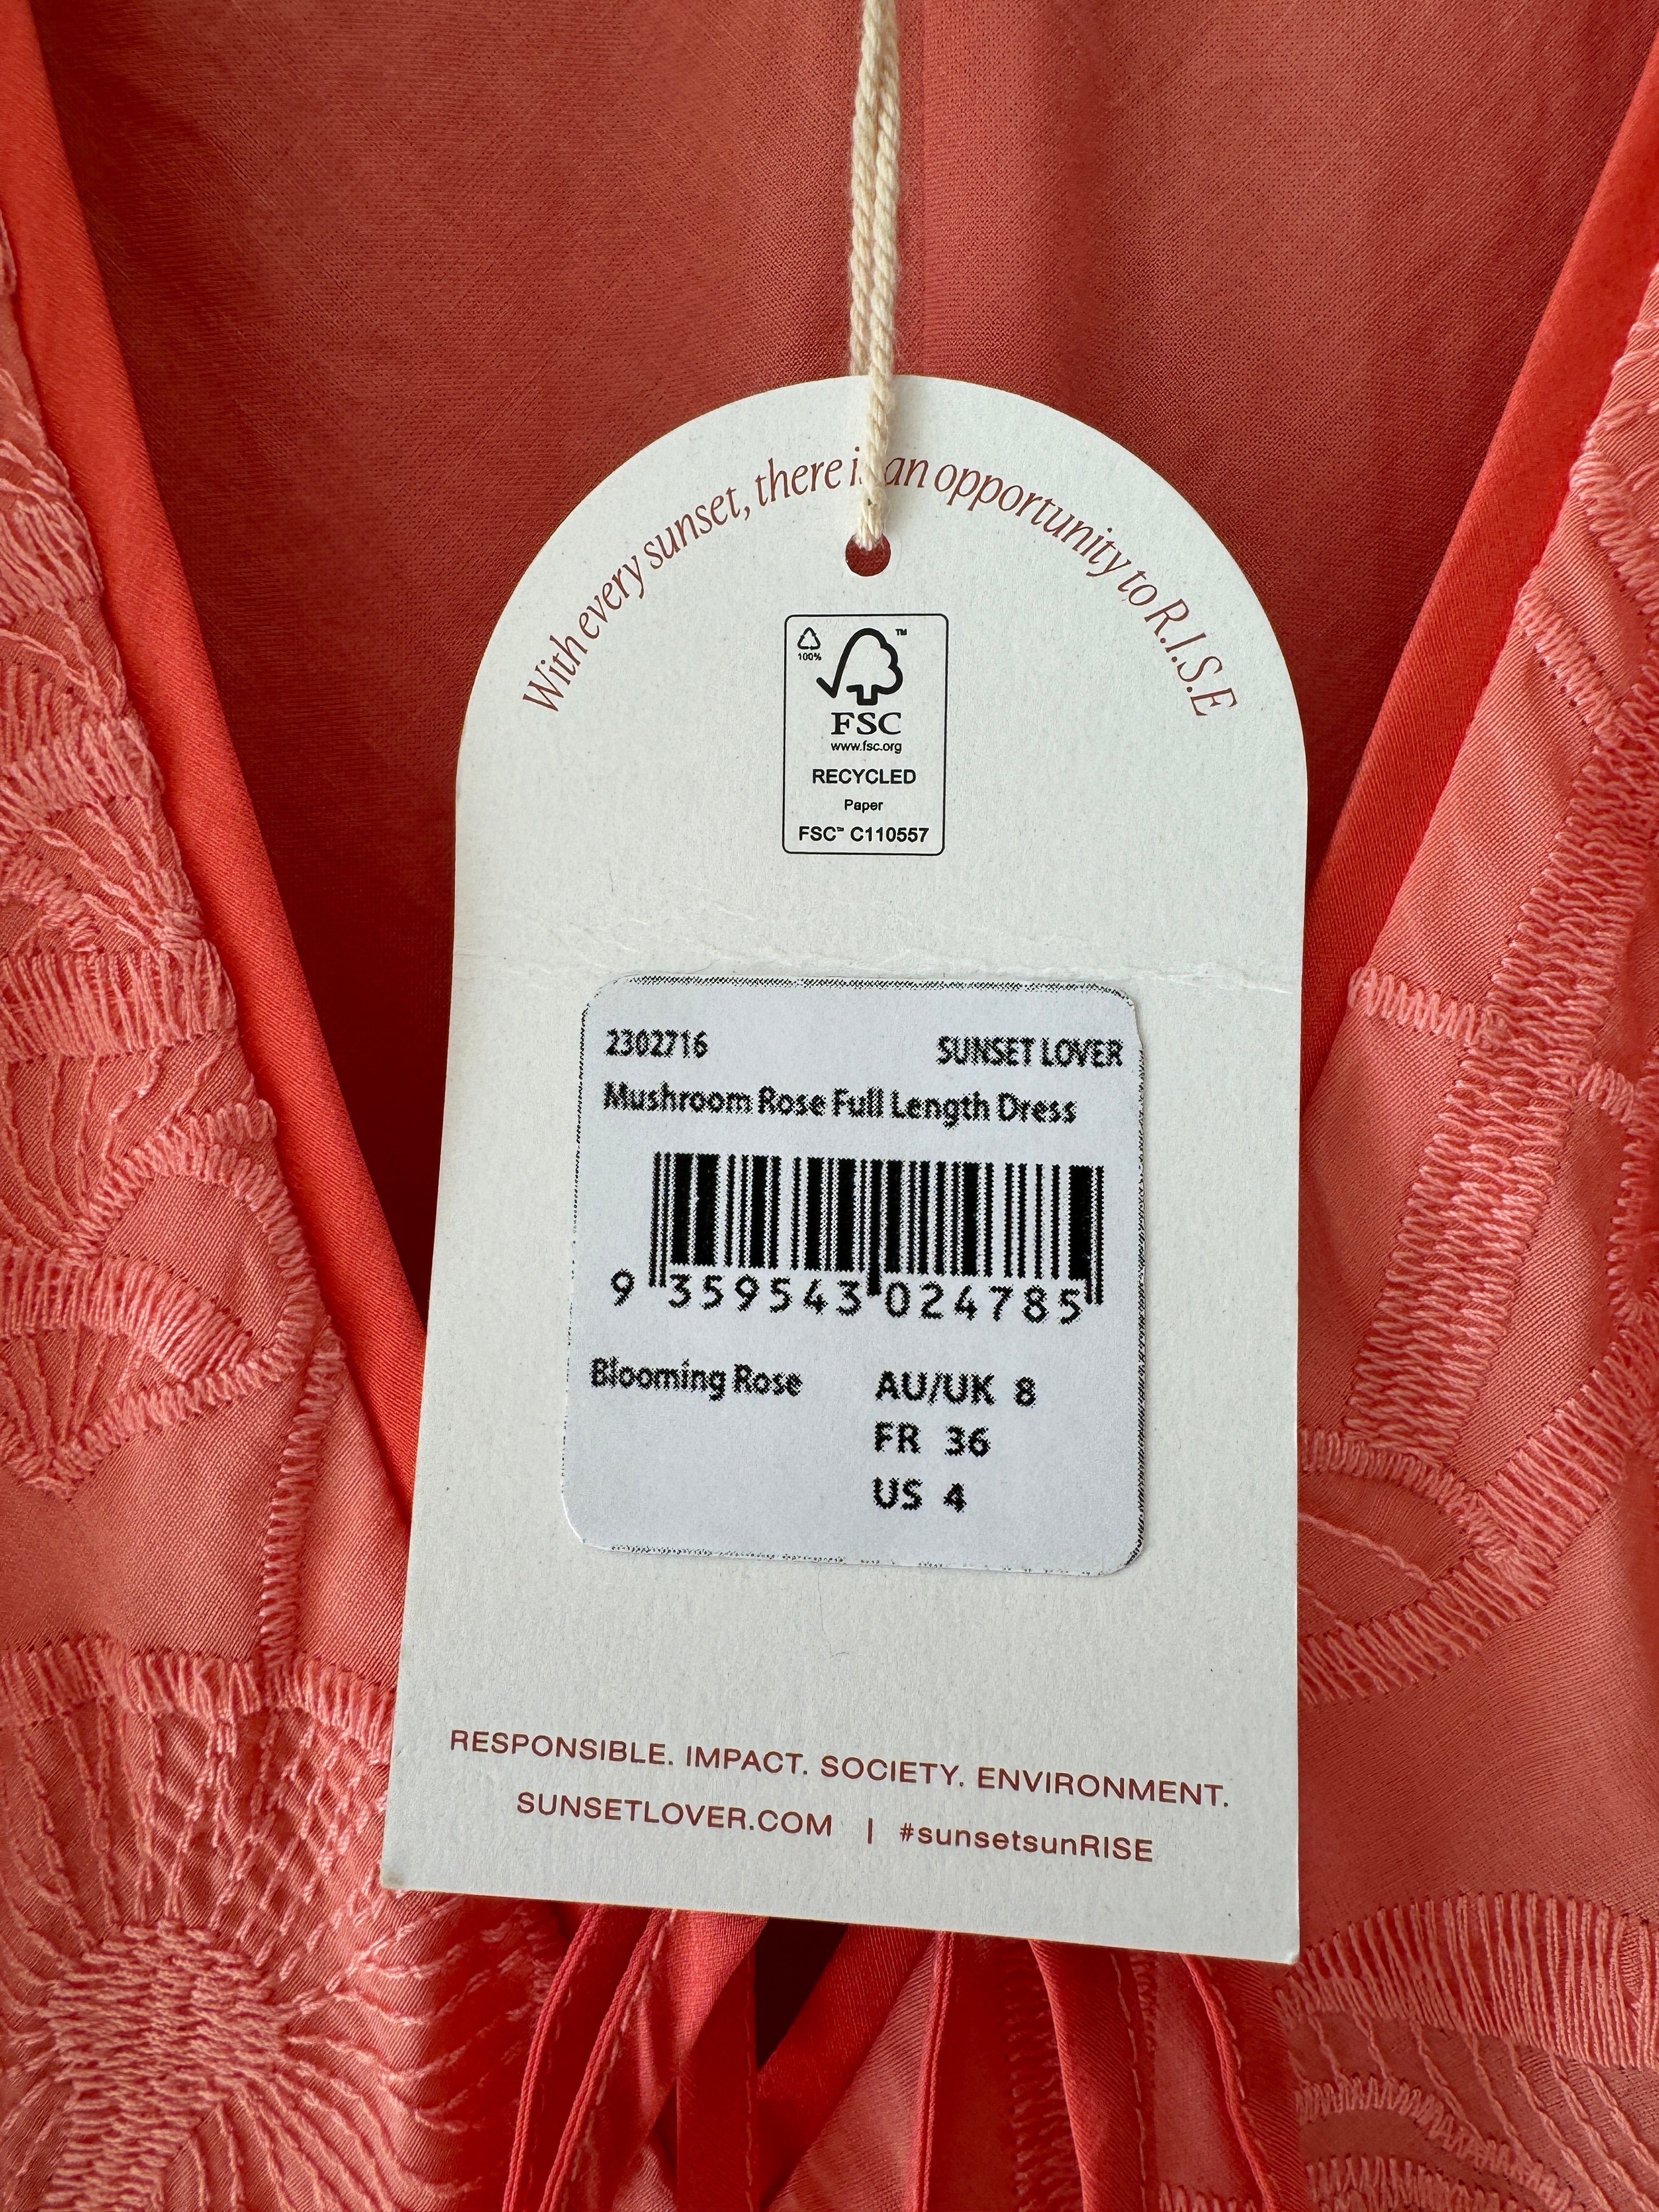 With every sunset, there is an opportunity to R.I.S.E
100%
TM
FSC
www.fsc.org
RECYCLED
Paper
FSC™ C110557
2302716 SUNSET LOVER
Mushroom Rose Full Length Dress
9 359543 024785
Blooming Rose AU/UK 8
FR 36
US 4
RESPONSIBLE. IMPACT. SOCIETY. ENVIRONMENT.
SUNSETLOVER.COM | #sunsetsunRISE